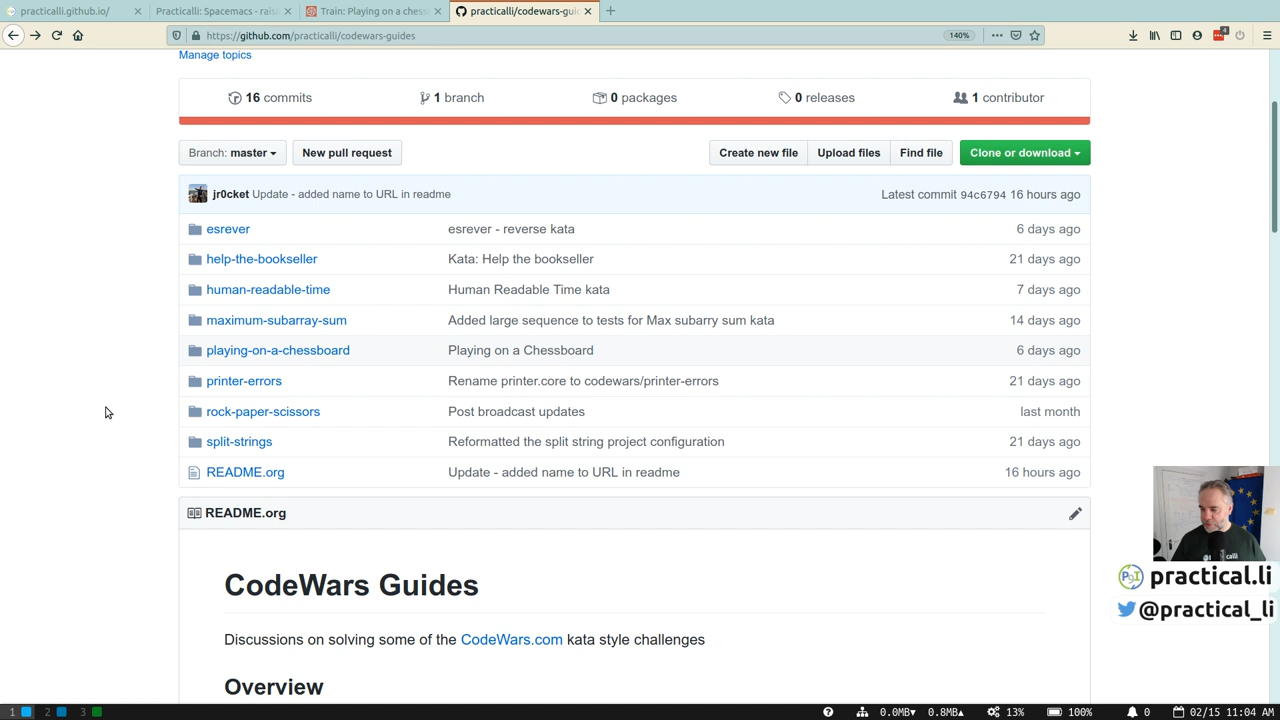 practicalli.github.io/
Practicalli: Spacemacs - rais
Train: Playing on a chess
practicalli/codewars-gui
https://github.com/practicalli/codewars-guides
140%
4
Manage topics
16 commits
1 branch
0 packages
0 releases
1 contributor
Branch: master
New pull request
Create new file
Upload files
Find file
Clone or download
jr0cket Update - added name to URL in readme
Latest commit 94c6794 16 hours ago
esrever esrever - reverse kata 6 days ago
help-the-bookseller Kata: Help the bookseller 21 days ago
human-readable-time Human Readable Time kata 7 days ago
maximum-subarray-sum Added large sequence to tests for Max subarry sum kata 14 days ago
playing-on-a-chessboard Playing on a Chessboard 6 days ago
printer-errors Rename printer.core to codewars/printer-errors 21 days ago
rock-paper-scissors Post broadcast updates last month
split-strings Reformatted the split string project configuration 21 days ago
README.org Update - added name to URL in readme 16 hours ago
README.org
CodeWars Guides
Discussions on solving some of the CodeWars.com kata style challenges
Overview
practical.li
@practical_li
1 2 3
0.0MB 0.8MB 13% 100% 0 02/15 11:04 AM